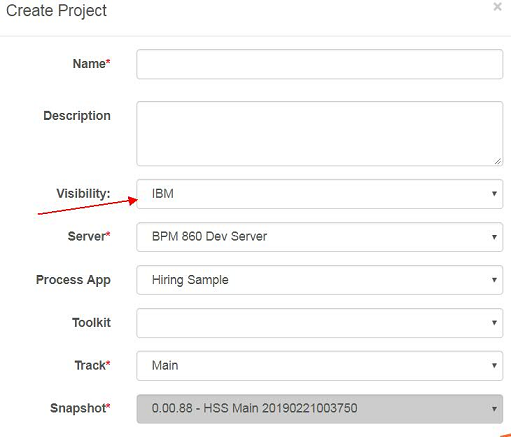 Create Project ×
Name*
Description
Visibility: IBM
Server* BPM 860 Dev Server
Process App Hiring Sample
Toolkit
Track* Main
Snapshot* 0.00.88 - HSS Main 20190221003750